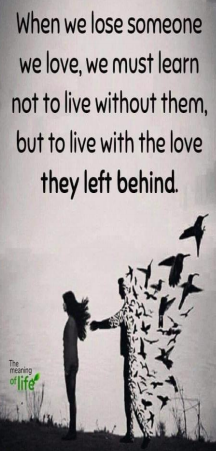 When we lose someone
we love, we must learn
not to live without them,
but to live with the love
they left behind.
The
meaning
of life